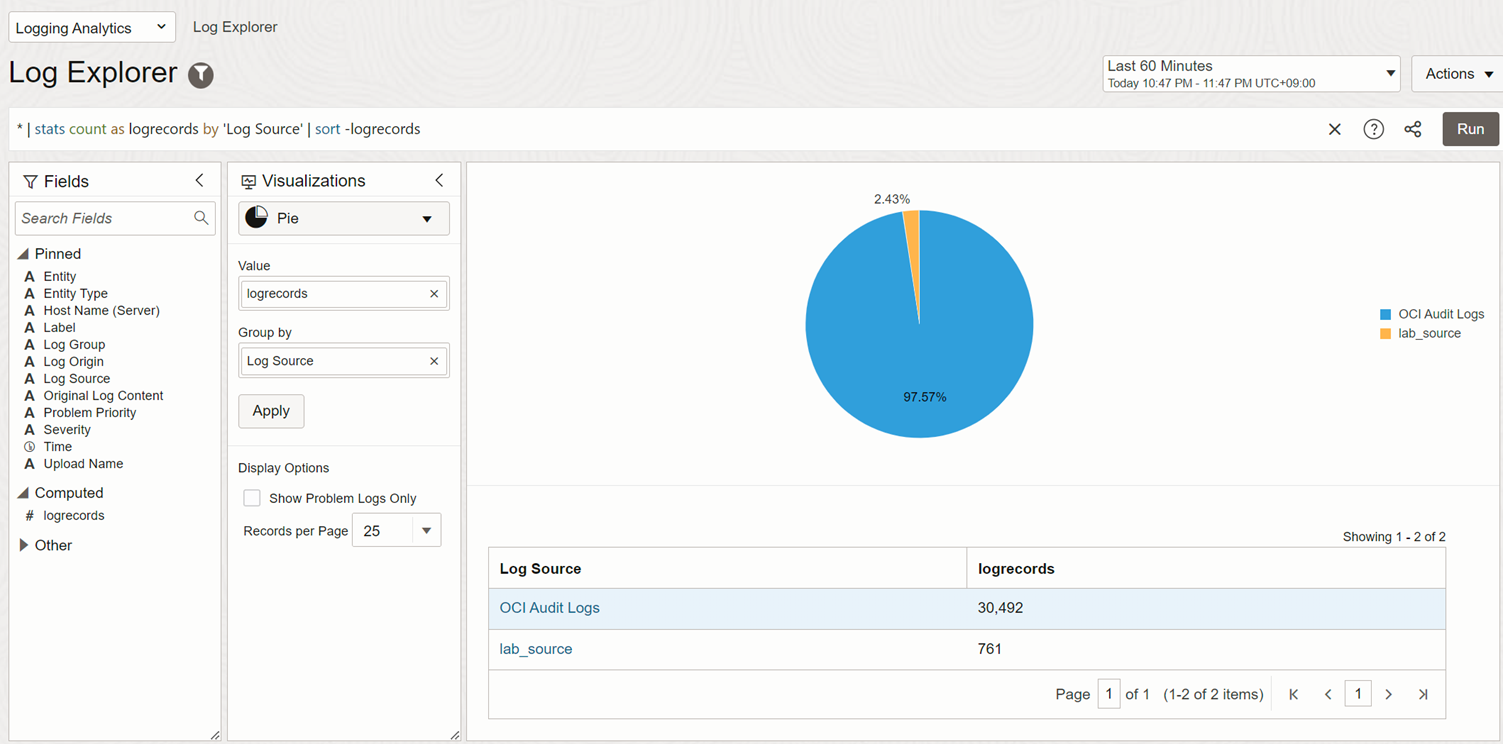 Logging Analytics
Log Explorer
Log Explorer
Last 60 Minutes
Today 10:47 PM - 11:47 PM UTC+09:00
Actions
* | stats count as logrecords by 'Log Source' | sort -logrecords
Run
Fields
Search Fields
Pinned
A Entity
A Entity Type
A Host Name (Server)
A Label
A Log Group
A Log Origin
A Log Source
A Original Log Content
A Problem Priority
A Severity
Time
A Upload Name
Computed
# logrecords
Other
Visualizations
Pie
Value
logrecords
Group by
Log Source
Apply
Display Options
Show Problem Logs Only
Records per Page 25
2.43%
97.57%
OCI Audit Logs
lab_source
Showing 1 - 2 of 2
Log Source logrecords
OCI Audit Logs 30,492
lab_source 761
Page 1 of 1 (1-2 of 2 items) 1